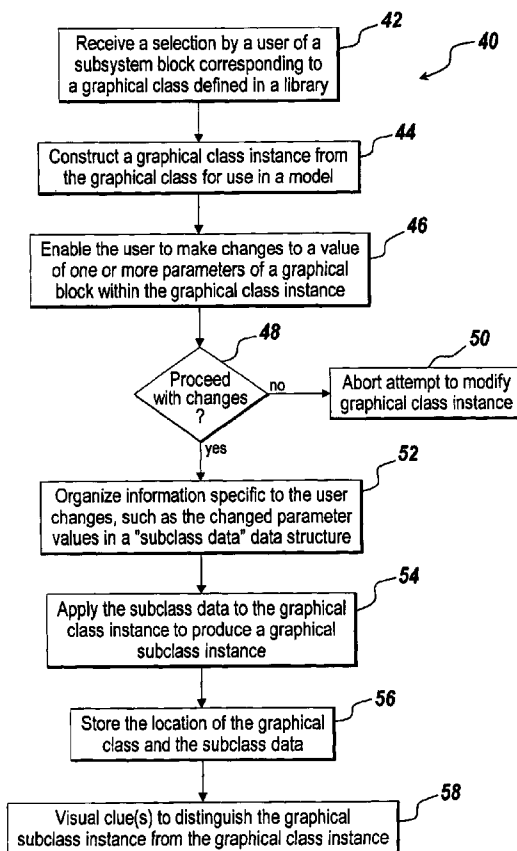 42
Receive a selection by a user of a
subsystem block corresponding to
a graphical class defined in a library
40
44
Construct a graphical class instance from
the graphical class for use in a model
46
Enable the user to make changes to a value
of one or more parameters of a graphical
block within the graphical class instance
48
Proceed
with changes
?
no
50
Abort attempt to modify
graphical class instance
yes
52
Organize information specific to the user
changes, such as the changed parameter
values in a "subclass data" data structure
54
Apply the subclass data to the graphical
class instance to produce a graphical
subclass instance
56
Store the location of the graphical
class and the subclass data
58
Visual clue(s) to distinguish the graphical
subclass instance from the graphical class instance